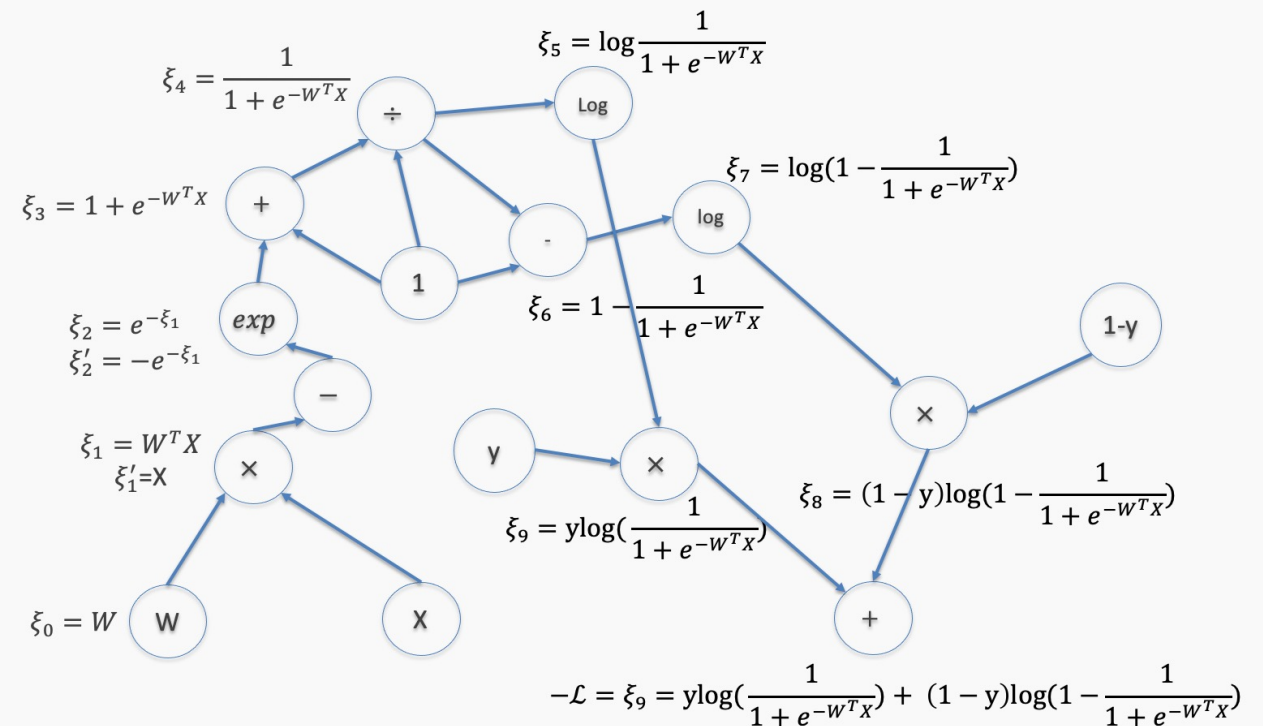 ξ₅ = log 1/(1 + e^{-W^T X})
ξ₄ = 1/(1 + e^{-W^T X})
÷
Log
ξ₇ = log(1 − 1/(1 + e^{-W^T X}))
ξ₃ = 1 + e^{-W^T X}
+
log
-
1
ξ₆ = 1 − 1/(1 + e^{-W^T X})
ξ₂ = e^{-ξ₁}
exp
1-y
ξ₂′ = −e^{-ξ₁}
−
×
ξ₁ = W^T X
y
×
×
ξ₁′=X
ξ₈ = (1 − y)log(1 − 1/(1 + e^{-W^T X}))
ξ₉ = ylog(1/(1 + e^{-W^T X}))
ξ₀ = W
W
X
+
−ℒ = ξ₉ = ylog(1/(1 + e^{-W^T X})) + (1 − y)log(1 − 1/(1 + e^{-W^T X}))